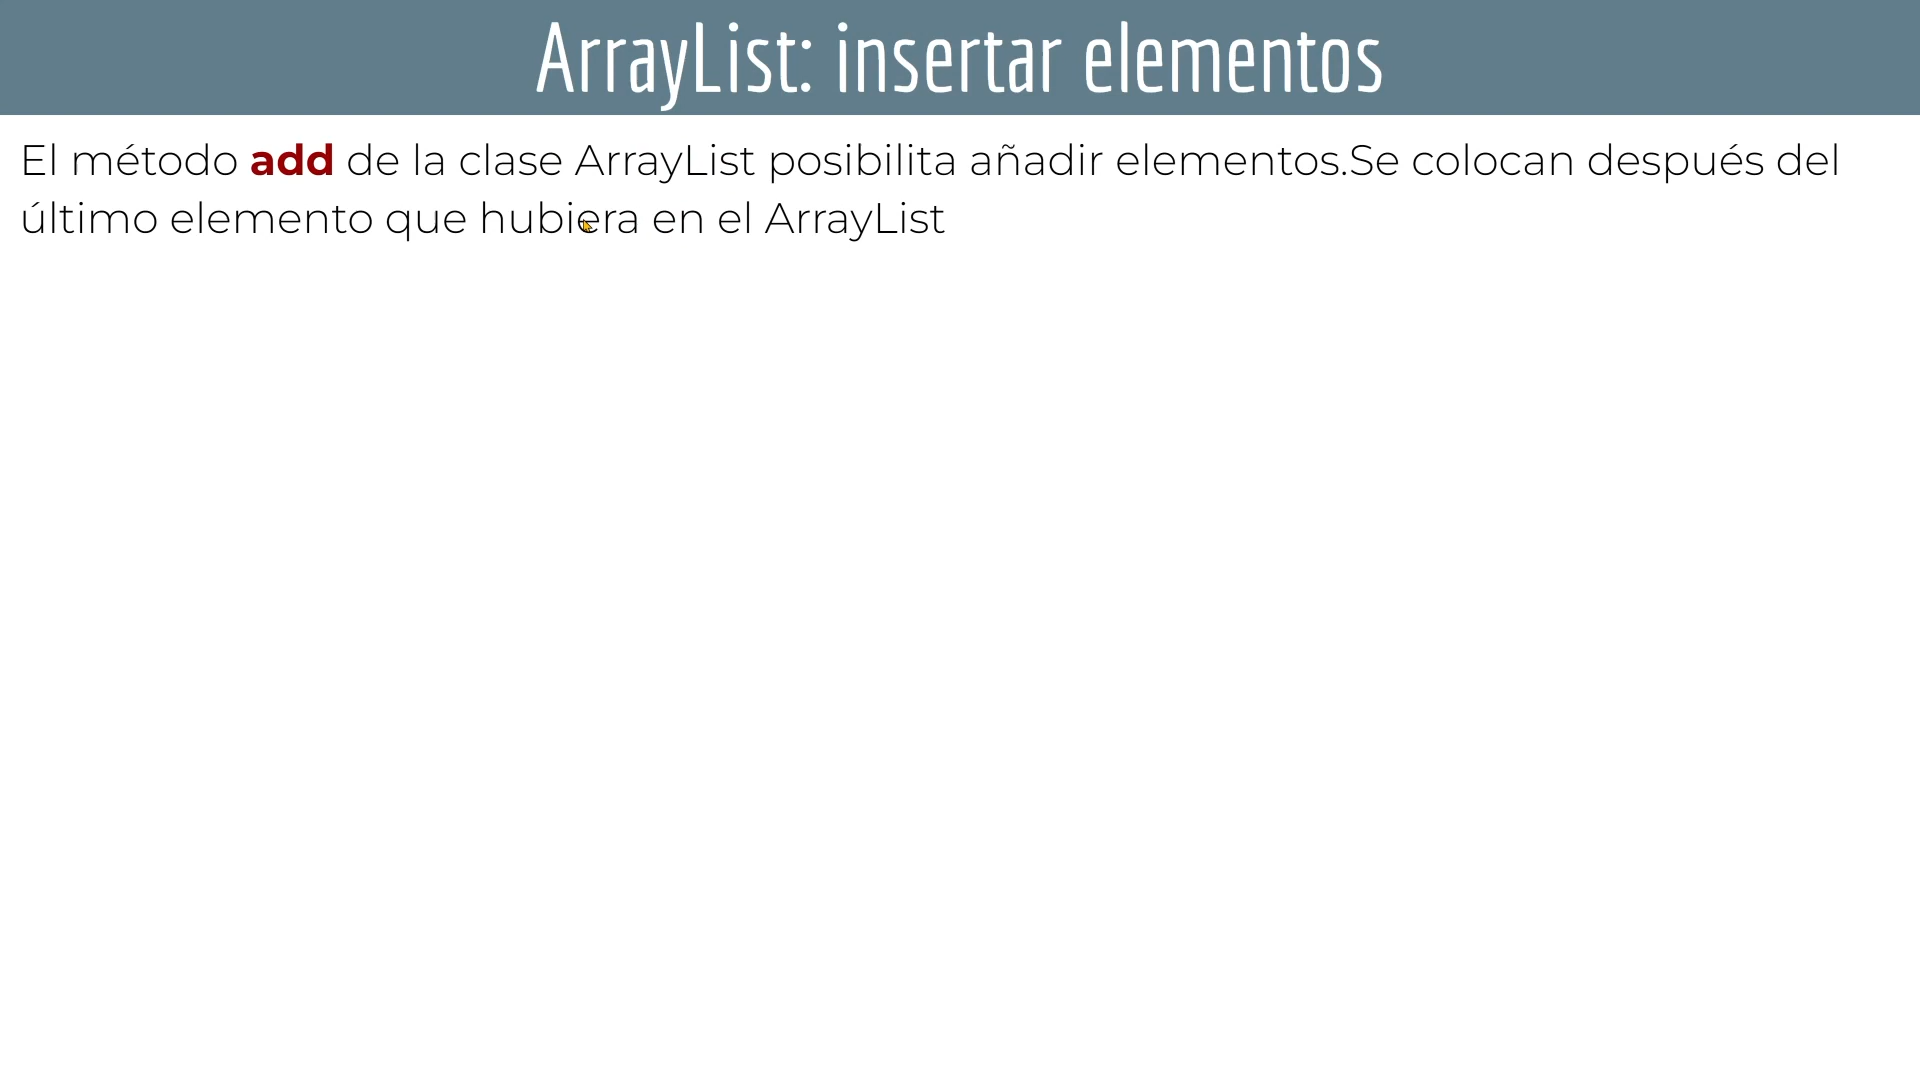 ArrayList: insertar elementos
El método add de la clase ArrayList posibilita añadir elementos.Se colocan después del
último elemento que hubiera en el ArrayList